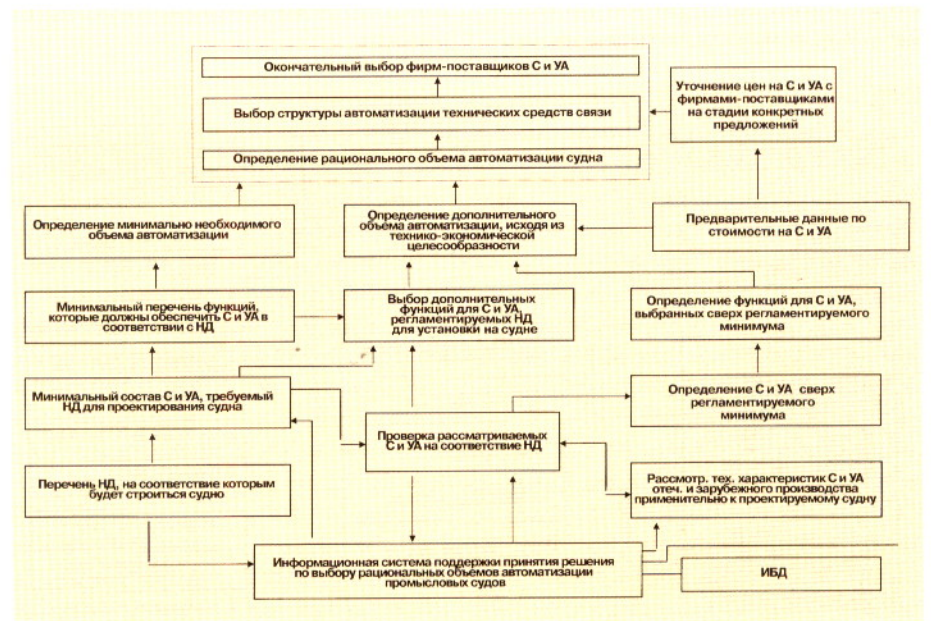 Окончательный выбор фирм-поставщиков С и УА
Выбор структуры автоматизации технических средств связи
Определение рационального объема автоматизации судна
Уточнение цен на С и УА с
фирмами-поставщиками
на стадии конкретных
предложений
Определение минимально необходимого
объема автоматизации
Определение дополнительного
объема автоматизации, исходя из
технико-экономической
целесообразности
Предварительные данные по
стоимости на С и УА
Минимальный перечень функций,
которые должны обеспечить С и УА в
соответствии с НД
Выбор дополнительных
функций для С и УА,
регламентируемых НД
для установки на судне
Определение функций для С и УА,
выбранных сверх регламентируемого
минимума
Минимальный состав С и УА, требуемый
НД для проектирования судна
Определение С и УА сверх
регламентируемого
минимума
Проверка рассматриваемых
С и УА на соответствие НД
Перечень НД, на соответствие которым
будет строиться судно
Рассмотр. тех. характеристик С и УА
отеч. и зарубежного производства
применительно к проектируемому судну
Информационная система поддержки принятия решения
по выбору рациональных объемов автоматизации
промысловых судов
ИБД